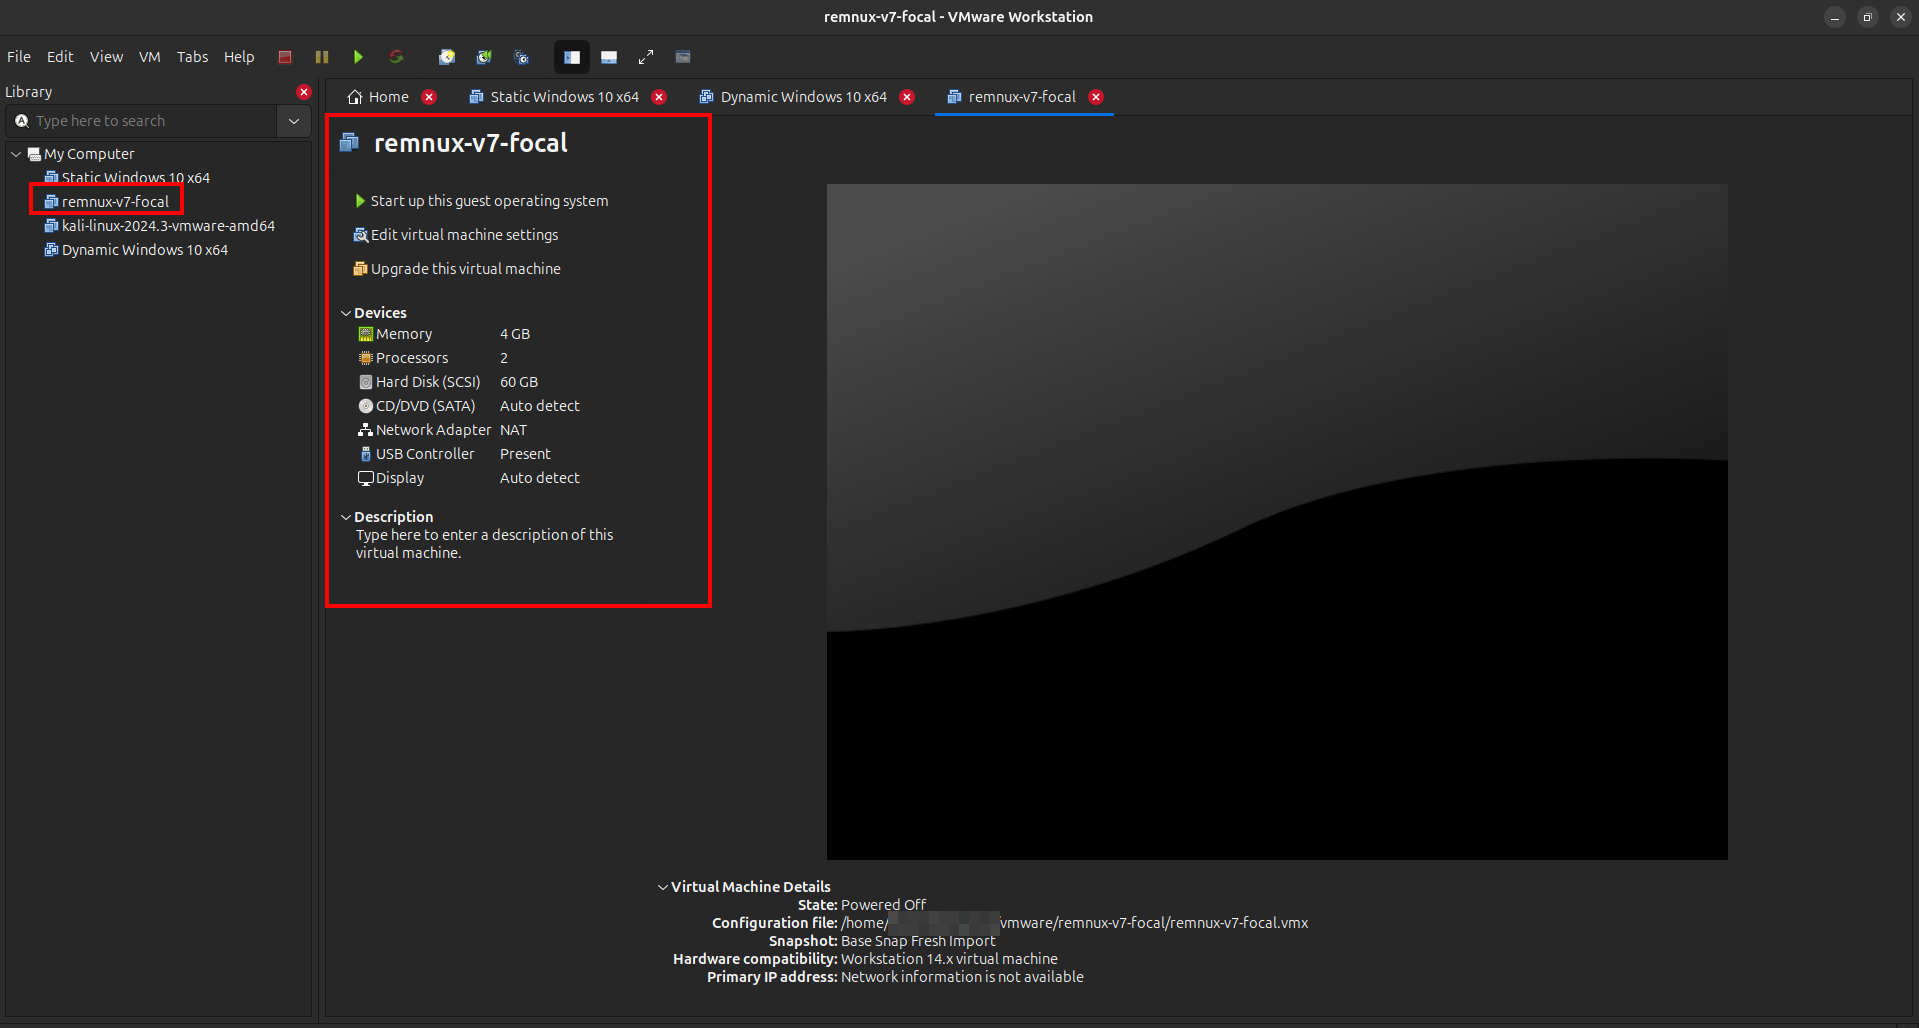 remnux-v7-focal - VMware Workstation
File Edit View VM Tabs Help
Library
Type here to search
My Computer
Static Windows 10 x64
remnux-v7-focal
kali-linux-2024.3-vmware-amd64
Dynamic Windows 10 x64
Home Static Windows 10 x64 Dynamic Windows 10 x64 remnux-v7-focal
remnux-v7-focal
Start up this guest operating system
Edit virtual machine settings
Upgrade this virtual machine
Devices
Memory 4 GB
Processors 2
Hard Disk (SCSI) 60 GB
CD/DVD (SATA) Auto detect
Network Adapter NAT
USB Controller Present
Display Auto detect
Description
Type here to enter a description of this
virtual machine.
Virtual Machine Details
State: Powered Off
Configuration file: /home/ vmware/remnux-v7-focal/remnux-v7-focal.vmx
Snapshot: Base Snap Fresh Import
Hardware compatibility: Workstation 14.x virtual machine
Primary IP address: Network information is not available